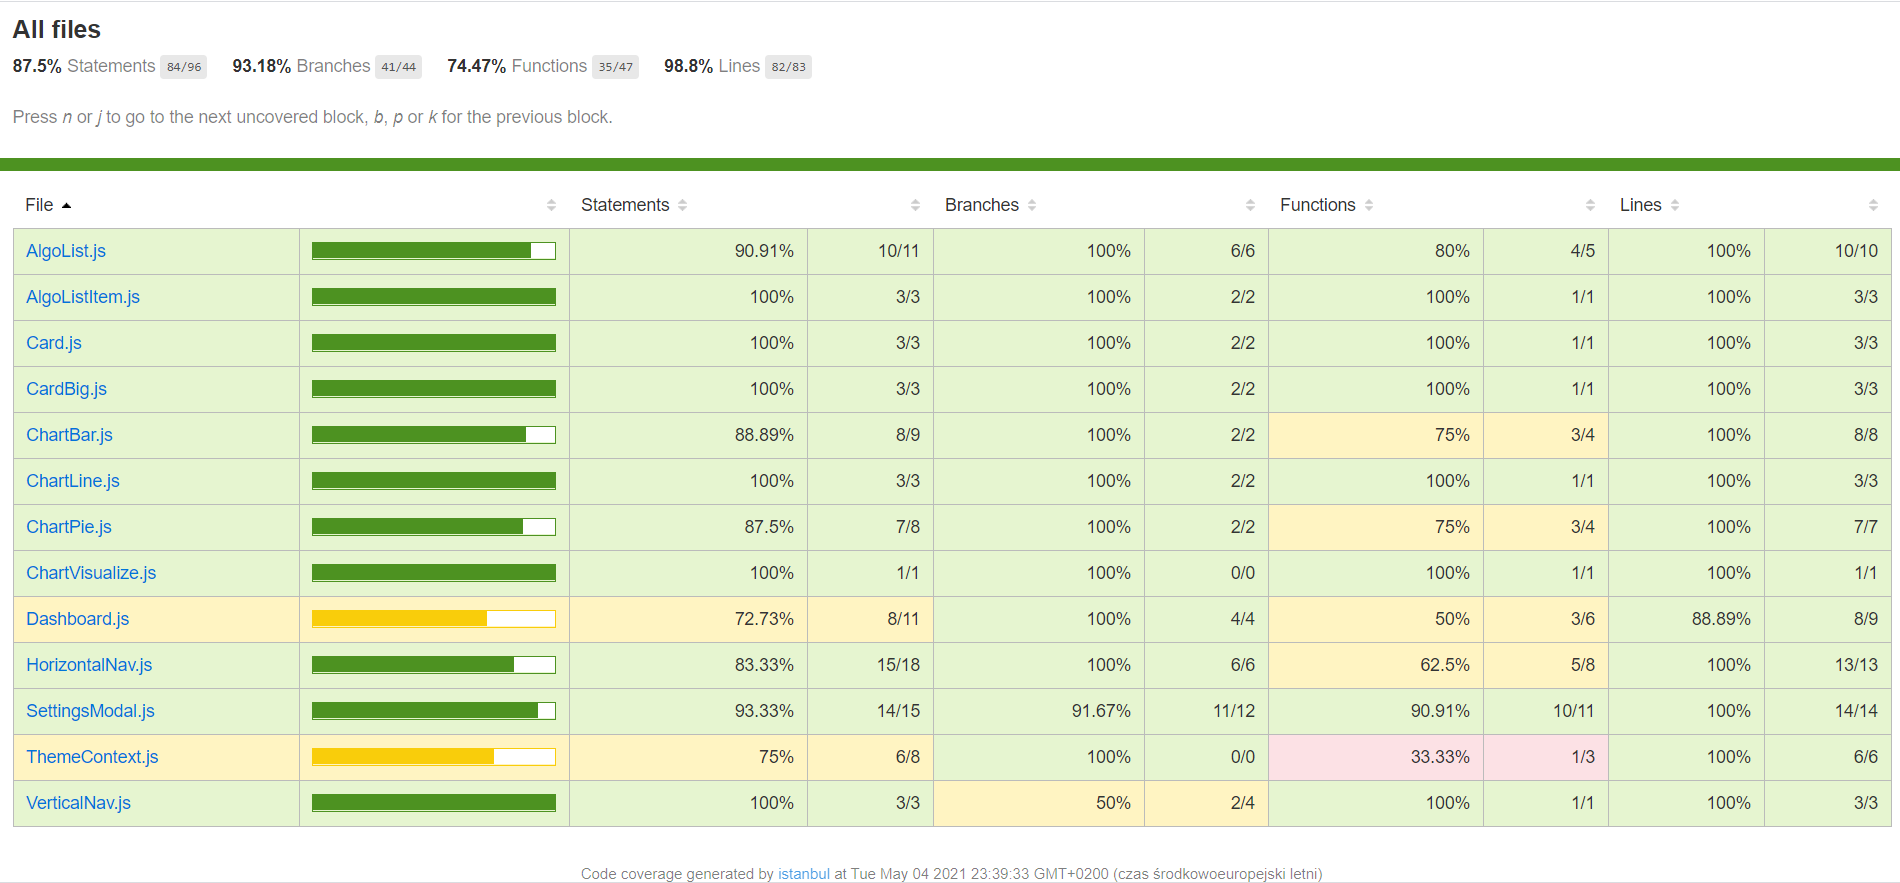 All files
87.5% Statements 84/96 93.18% Branches 41/44 74.47% Functions 35/47 98.8% Lines 82/83
Press n or j to go to the next uncovered block, b, p or k for the previous block.
File Statements Branches Functions Lines
AlgoList.js 90.91% 10/11 100% 6/6 80% 4/5 100% 10/10
AlgoListItem.js 100% 3/3 100% 2/2 100% 1/1 100% 3/3
Card.js 100% 3/3 100% 2/2 100% 1/1 100% 3/3
CardBig.js 100% 3/3 100% 2/2 100% 1/1 100% 3/3
ChartBar.js 88.89% 8/9 100% 2/2 75% 3/4 100% 8/8
ChartLine.js 100% 3/3 100% 2/2 100% 1/1 100% 3/3
ChartPie.js 87.5% 7/8 100% 2/2 75% 3/4 100% 7/7
ChartVisualize.js 100% 1/1 100% 0/0 100% 1/1 100% 1/1
Dashboard.js 72.73% 8/11 100% 4/4 50% 3/6 88.89% 8/9
HorizontalNav.js 83.33% 15/18 100% 6/6 62.5% 5/8 100% 13/13
SettingsModal.js 93.33% 14/15 91.67% 11/12 90.91% 10/11 100% 14/14
ThemeContext.js 75% 6/8 100% 0/0 33.33% 1/3 100% 6/6
VerticalNav.js 100% 3/3 50% 2/4 100% 1/1 100% 3/3
Code coverage generated by istanbul at Tue May 04 2021 23:39:33 GMT+0200 (czas środkowoeuropejski letni)